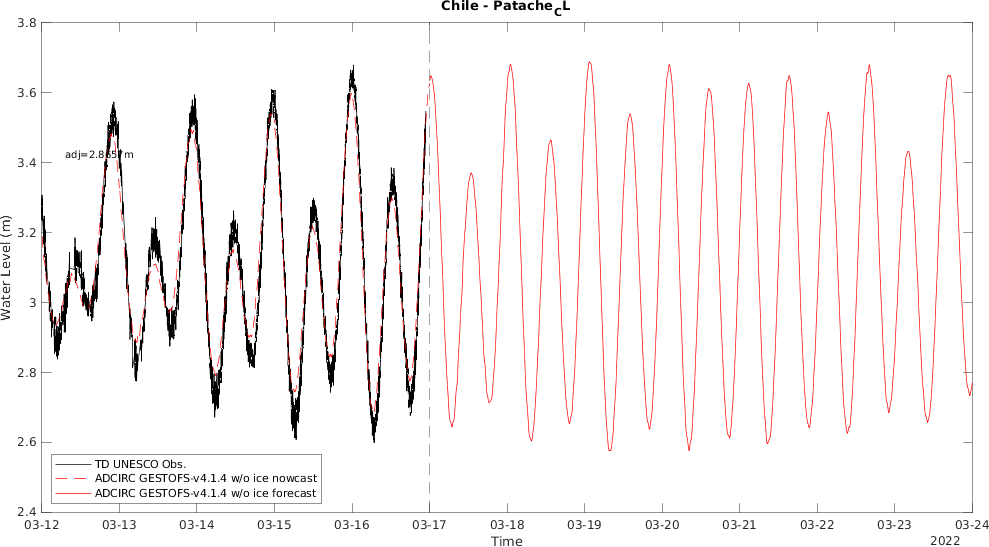 Chile - Patache_CL
3.8
3.6
3.4
3.2
3
2.8
2.6
2.4
Water Level (m)
adj=2.8657m
TD UNESCO Obs.
ADCIRC GESTOFS-v4.1.4 w/o ice nowcast
ADCIRC GESTOFS-v4.1.4 w/o ice forecast
03-12 03-13 03-14 03-15 03-16 03-17 03-18 03-19 03-20 03-21 03-22 03-23 03-24
Time
2022